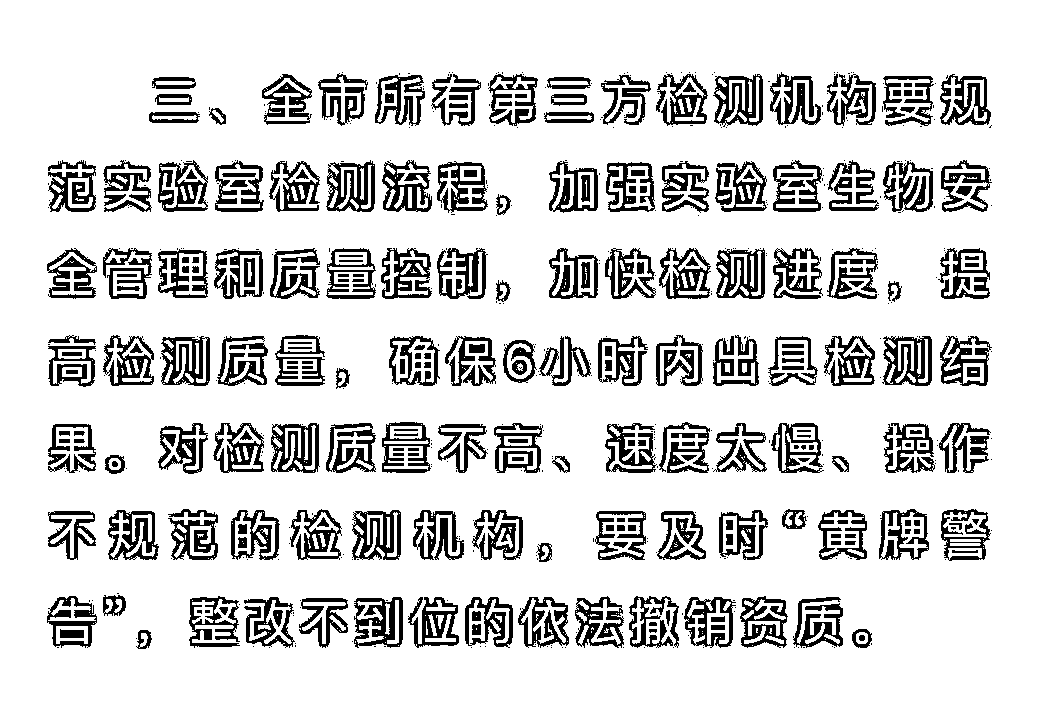 三、全市所有第三方检测机构要规
范实验室检测流程，加强实验室生物安
全管理和质量控制，加快检测进度，提
高检测质量，确保6小时内出具检测结
果。对检测质量不高、速度太慢、操作
不规范的检测机构，要及时“黄牌警
告”，整改不到位的依法撤销资质。